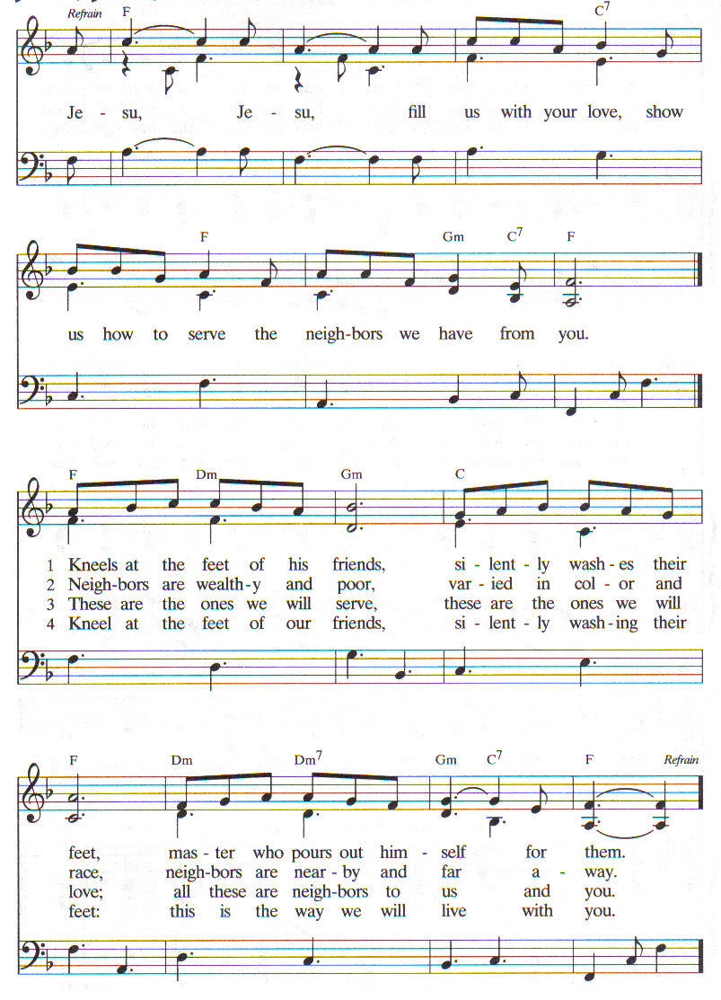 Refrain F C7
Je - su, Je - su, fill us with your love, show
F Gm C7 F
us how to serve the neigh-bors we have from you.
F Dm Gm C
1 Kneels at the feet of his friends, si - lent - ly wash - es their
2 Neigh-bors are wealth-y and poor, var - ied in col - or and
3 These are the ones we will serve, these are the ones we will
4 Kneel at the feet of our friends, si - lent - ly wash - ing their
F Dm Dm7 Gm C7 F Refrain
feet, mas - ter who pours out him - self for them.
race, neigh-bors are near - by and far a - way.
love; all these are neigh-bors to us and you.
feet: this is the way we will live with you.